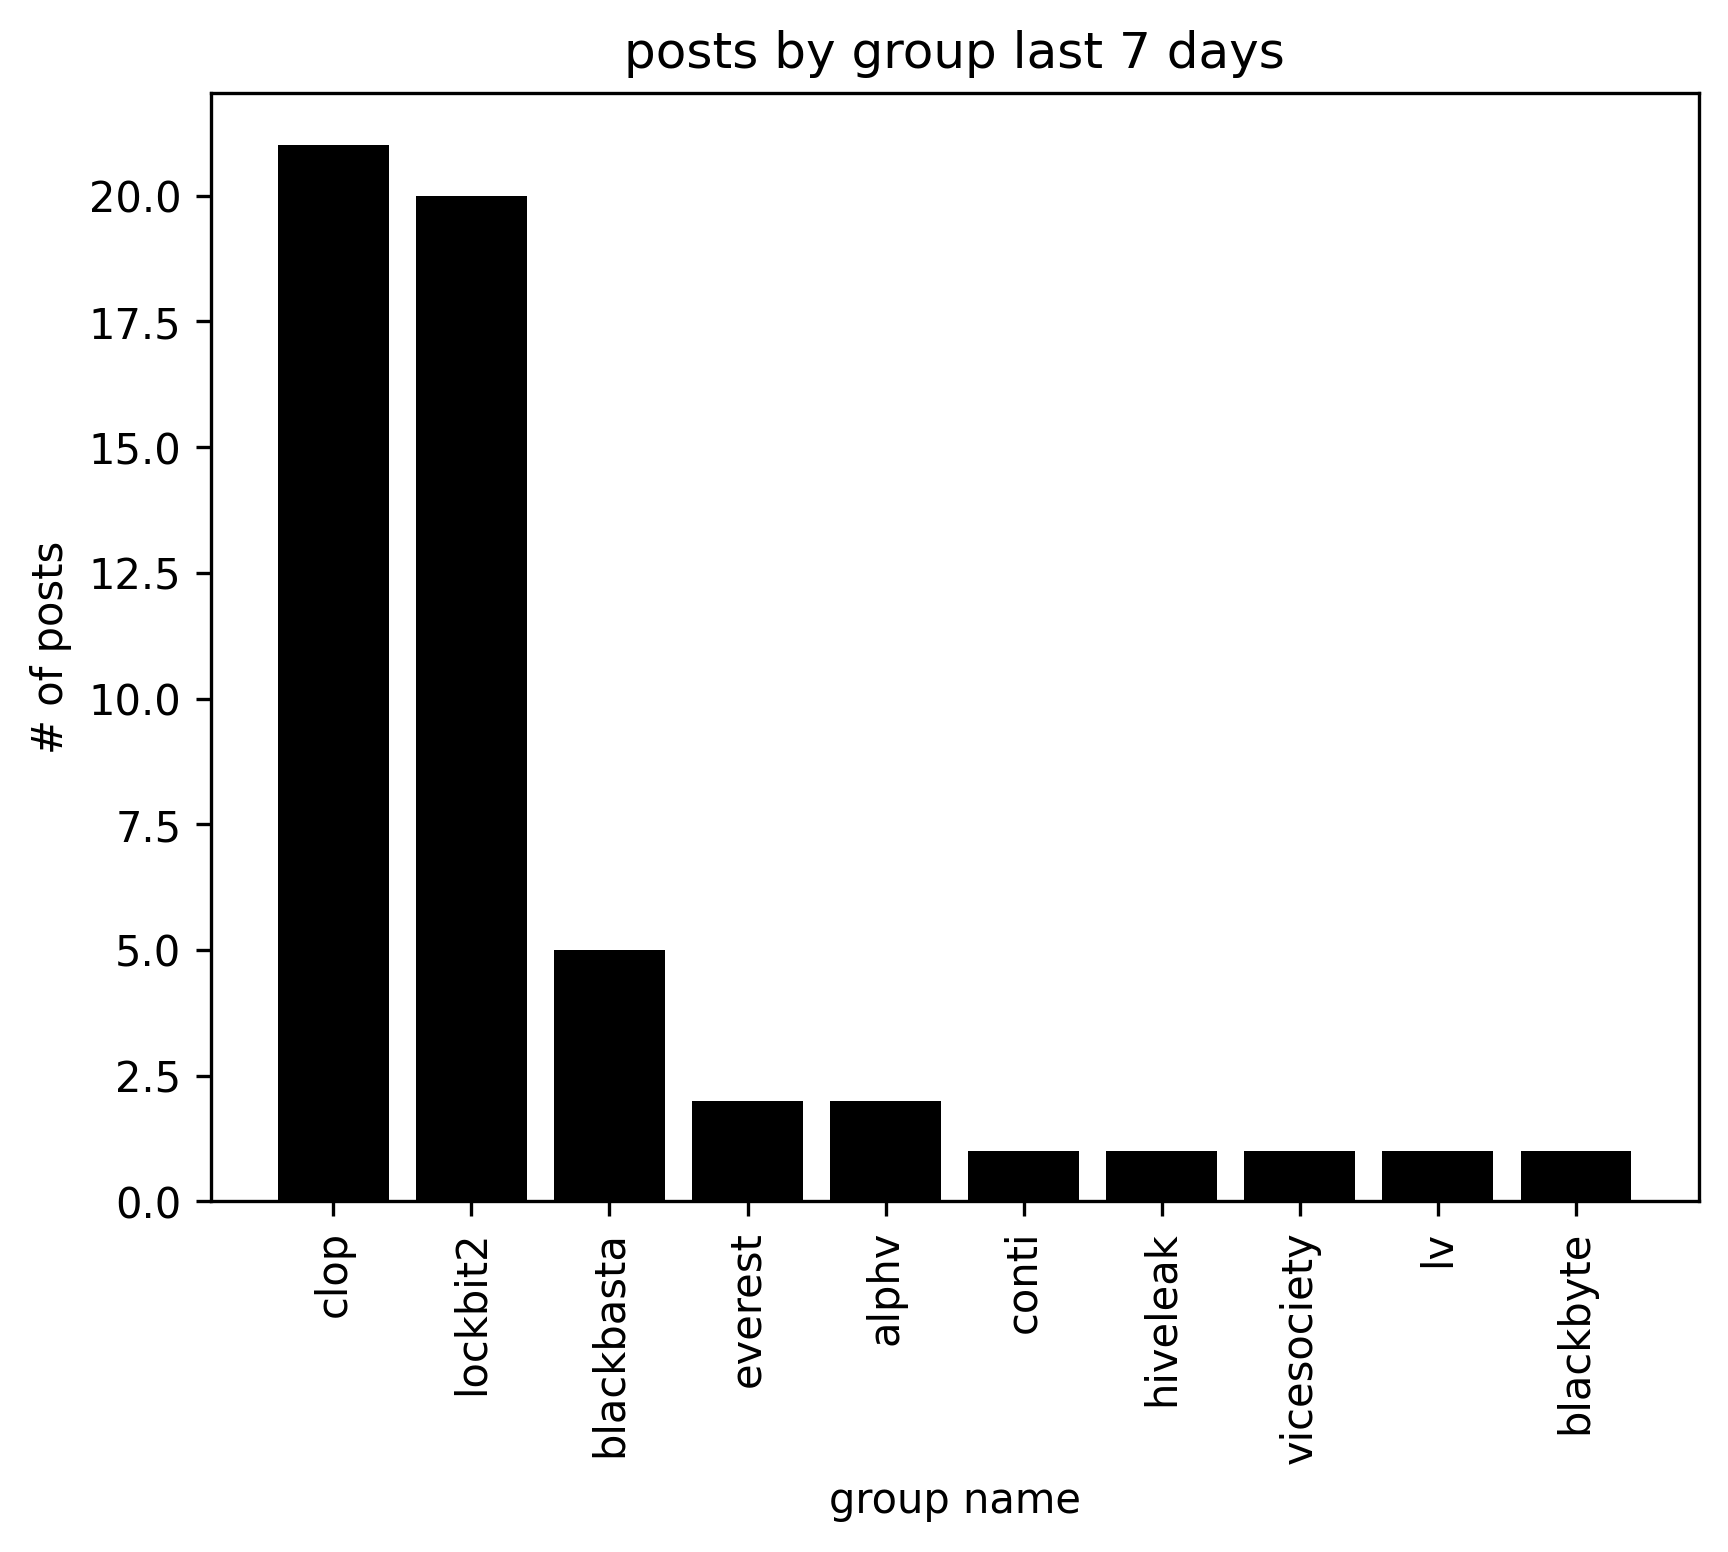 posts by group last 7 days
# of posts
20.0
17.5
15.0
12.5
10.0
7.5
5.0
2.5
0.0
clop
lockbit2
blackbasta
everest
alphv
conti
hiveleak
vicesociety
lv
blackbyte
group name